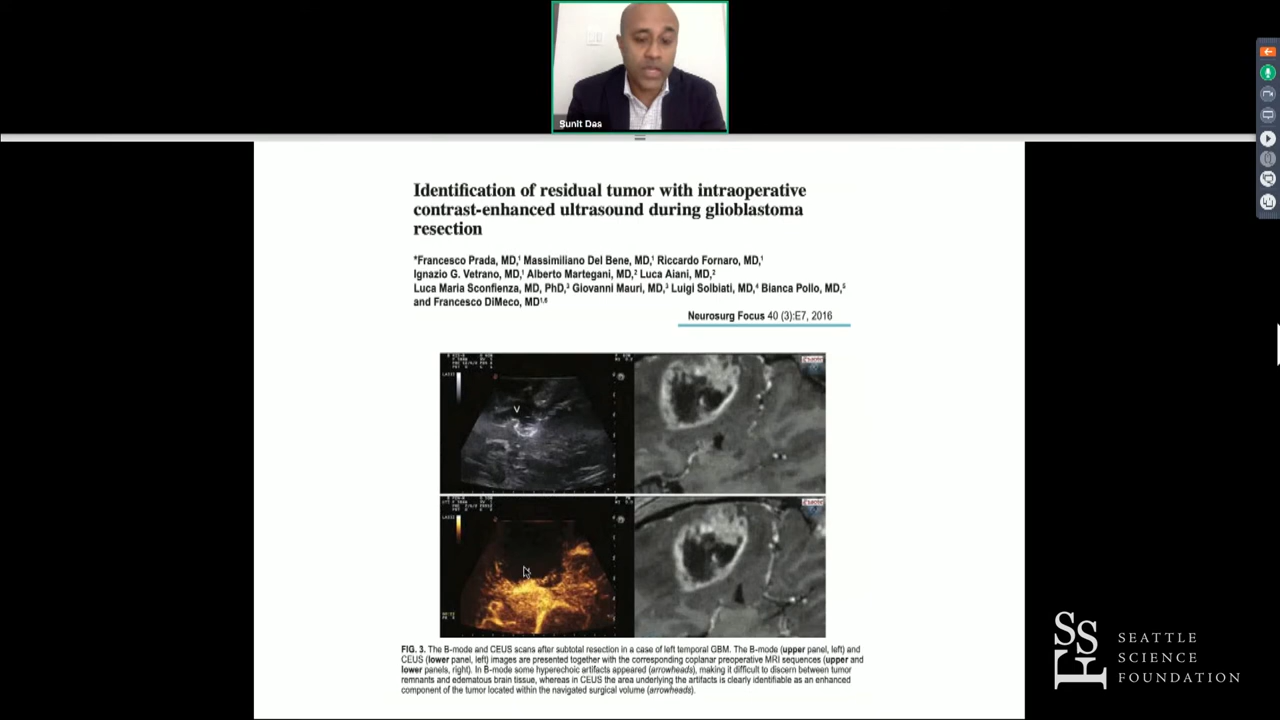 Sunit Das
Identification of residual tumor with intraoperative
contrast-enhanced ultrasound during glioblastoma
resection
*Francesco Prada, MD,¹ Massimiliano Del Bene, MD,¹ Riccardo Fornaro, MD,¹
Ignazio G. Vetrano, MD,¹ Alberto Martegani, MD,² Luca Aiani, MD,²
Luca Maria Sconfienza, MD, PhD,³ Giovanni Mauri, MD,³ Luigi Solbiati, MD,⁴ Bianca Pollo, MD,⁵
and Francesco DiMeco, MD¹,⁶
Neurosurg Focus 40 (3):E7, 2016
V
FIG. 3. The B-mode and CEUS scans after subtotal resection in a case of left temporal GBM. The B-mode (upper panel, left) and
CEUS (lower panel, left) images are presented together with the corresponding coplanar preoperative MRI sequences (upper and
lower panels, right). In B-mode some hyperechoic artifacts appeared (arrowheads), making it difficult to discern between tumor
remnants and edematous brain tissue, whereas in CEUS the area underlying the artifacts is clearly identifiable as an enhanced
component of the tumor located within the navigated surgical volume (arrowheads).
SSF
SEATTLE
SCIENCE
FOUNDATION